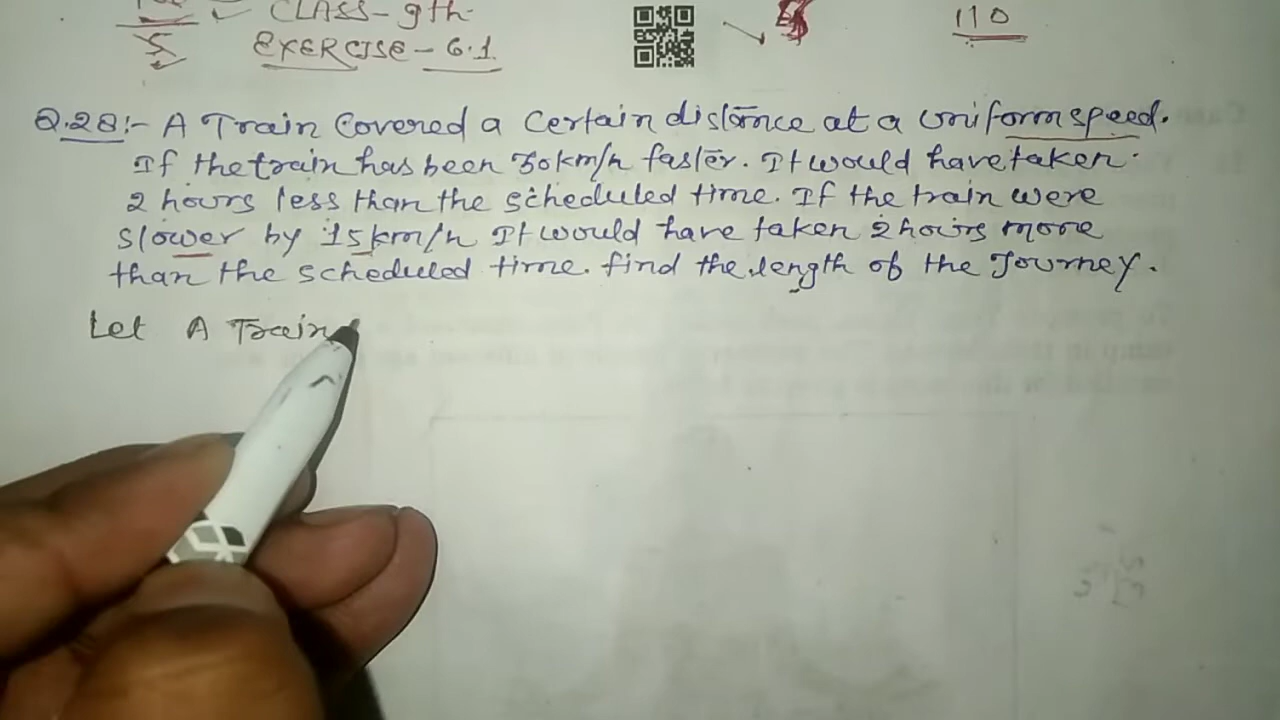 CLASS-9th.
EXERCISE-6.1
110
Q.28:- A Train Covered a Certain distance at a uniform speed.
If the train has been 30km/h faster. It would have taken.
2 hours less than the scheduled time. If the train were
slower by 15km/h It would have taken 2 hours more
than the scheduled time. find the length of the Journey.
Let A Train